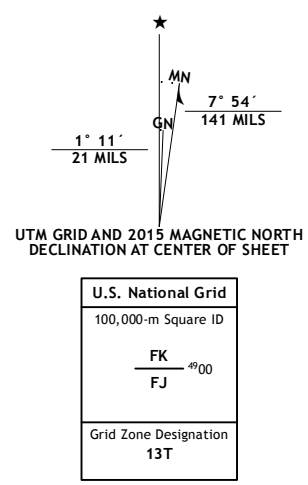 ★
MN
7° 54´
141 MILS
GN
1° 11´
21 MILS
UTM GRID AND 2015 MAGNETIC NORTH
DECLINATION AT CENTER OF SHEET
U.S. National Grid
100,000-m Square ID
FK
⁴⁹00
FJ
Grid Zone Designation
13T